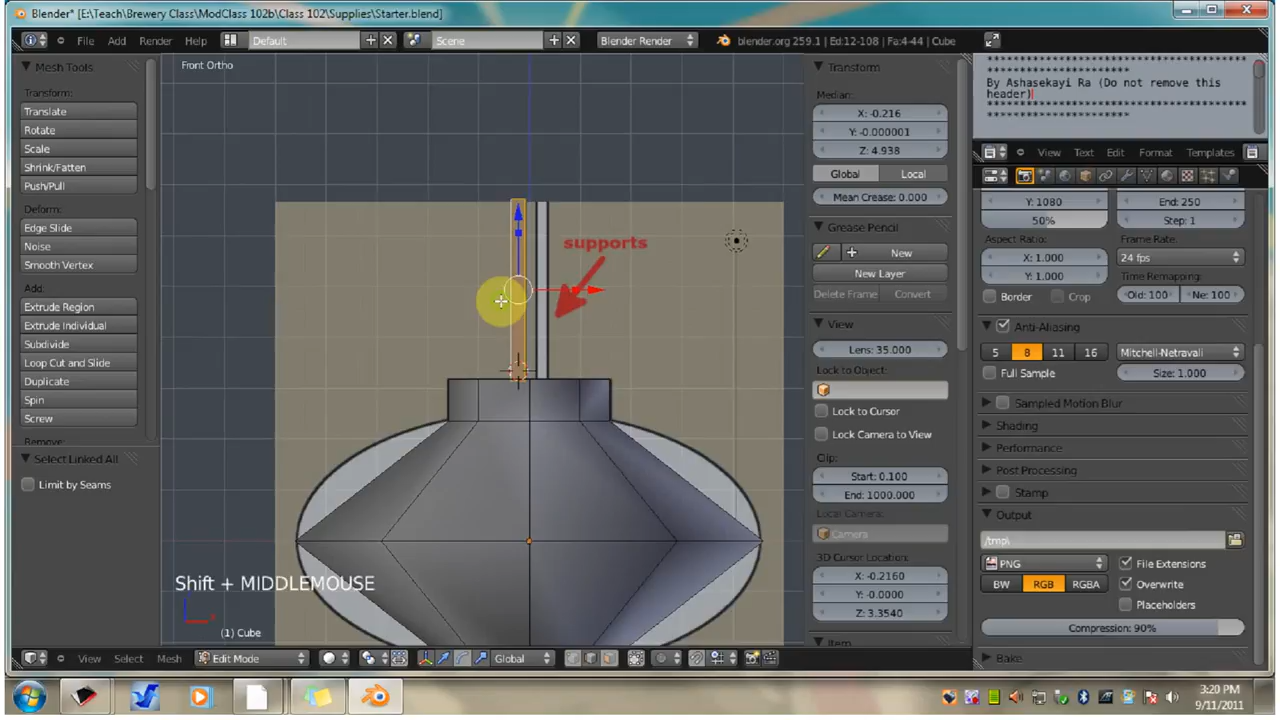 Blender* [E:\Teach\Brewery Class\ModClass 102b\Class 102\Supplies\Starter.blend]
File Add Render Help Default Scene Blender Render blender.org 259.1 | Ed:12-108 | Fa:4-44 | Cube
Mesh Tools
Transform:
Translate
Rotate
Scale
Shrink/Fatten
Push/Pull
Deform:
Edge Slide
Noise
Smooth Vertex
Add:
Extrude Region
Extrude Individual
Subdivide
Loop Cut and Slide
Duplicate
Spin
Screw
Remove:
Select Linked All
Limit by Seams
Front Ortho
supports
Shift + MIDDLEMOUSE
(1) Cube
View Select Mesh Edit Mode Global
Transform
Median:
X: -0.216
Y: -0.000001
Z: 4.938
Global Local
Mean Crease: 0.000
Grease Pencil
New
New Layer
Delete Frame Convert
View
Lens: 35.000
Lock to Object:
Lock to Cursor
Lock Camera to View
Clip:
Start: 0.100
End: 1000.000
Local Camera:
Camera
3D Cursor Location:
X: -0.2160
Y: -0.0000
Z: 3.3540
Item
By Ashasekayi Ra (Do not remove this
header)
View Text Edit Format Templates
Y: 1080 End: 250
50% Step: 1
Aspect Ratio: Frame Rate:
X: 1.000 24 fps
Y: 1.000 Time Remapping:
Border Crop Old: 100 Ne: 100
Anti-Aliasing
5 8 11 16 Mitchell-Netravali
Full Sample Size: 1.000
Sampled Motion Blur
Shading
Performance
Post Processing
Stamp
Output
/tmp\
PNG File Extensions
BW RGB RGBA Overwrite
Placeholders
Compression: 90%
Bake
3:20 PM
9/11/2011